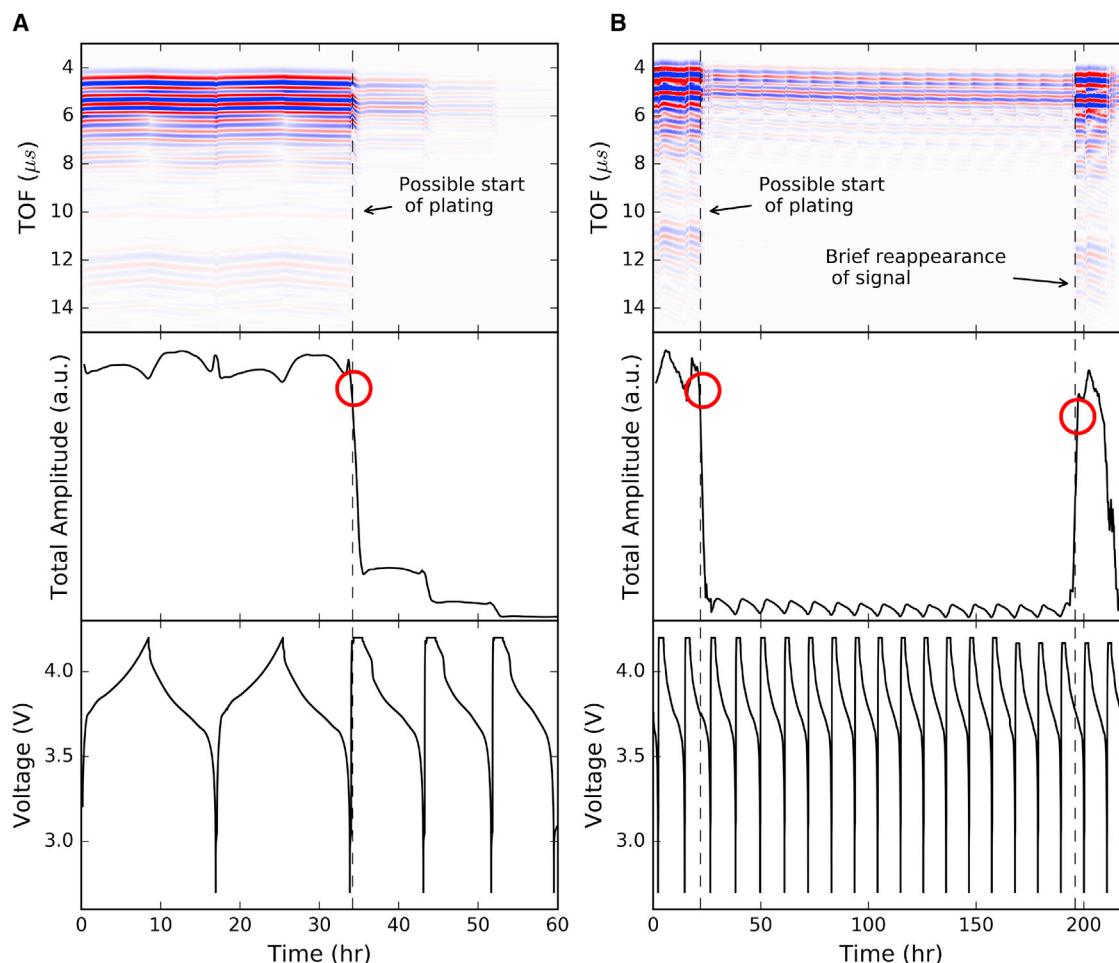 A
4
6
8
10
12
14
TOF (μs)
Possible start
of plating
Total Amplitude (a.u.)
4.0
3.5
3.0
Voltage (V)
0 10 20 30 40 50 60
Time (hr)
B
4
6
8
10
12
14
TOF (μs)
Possible start
of plating
Brief reappearance
of signal
Total Amplitude (a.u.)
4.0
3.5
3.0
Voltage (V)
0 50 100 150 200
Time (hr)